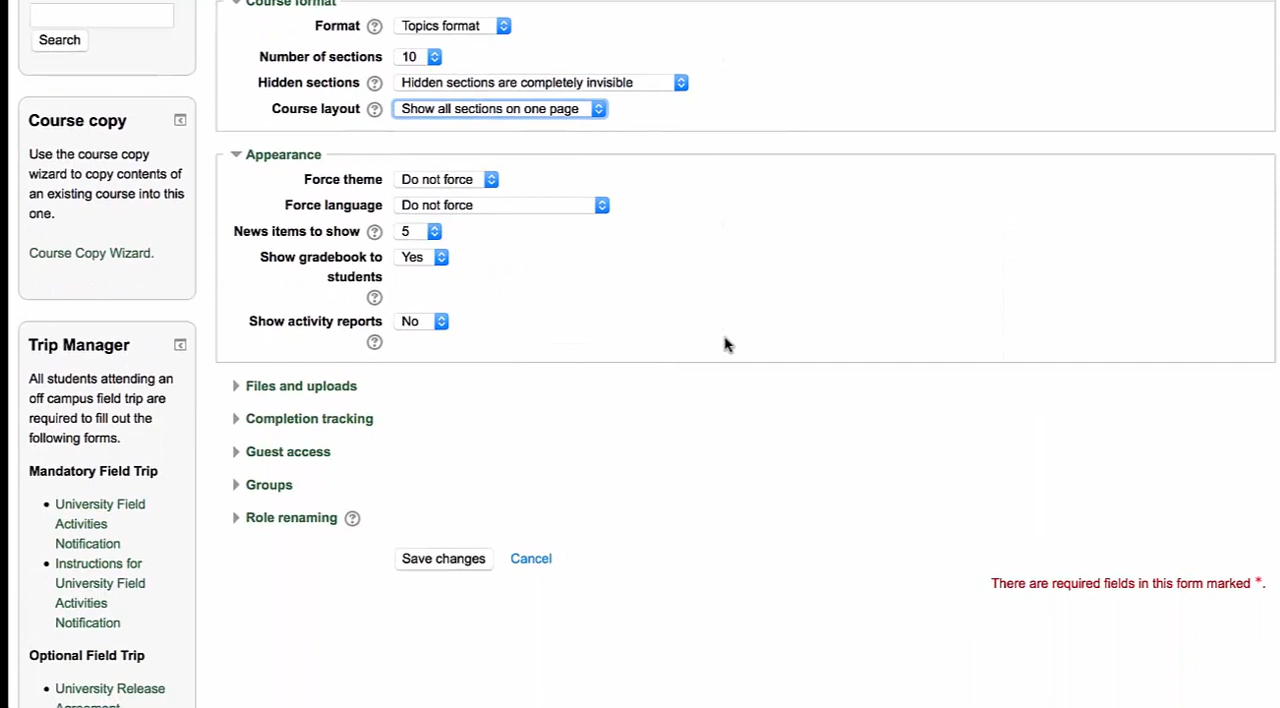 Search
Course copy
Use the course copy
wizard to copy contents of
an existing course into this
one.
Course Copy Wizard.
Trip Manager
All students attending an
off campus field trip are
required to fill out the
following forms.
Mandatory Field Trip
University Field
Activities
Notification
Instructions for
University Field
Activities
Notification
Optional Field Trip
University Release
Agreement
Course format
Format ? Topics format
Number of sections 10
Hidden sections ? Hidden sections are completely invisible
Course layout ? Show all sections on one page
Appearance
Force theme Do not force
Force language Do not force
News items to show ? 5
Show gradebook to Yes
students
?
Show activity reports No
?
Files and uploads
Completion tracking
Guest access
Groups
Role renaming ?
Save changes Cancel
There are required fields in this form marked *.